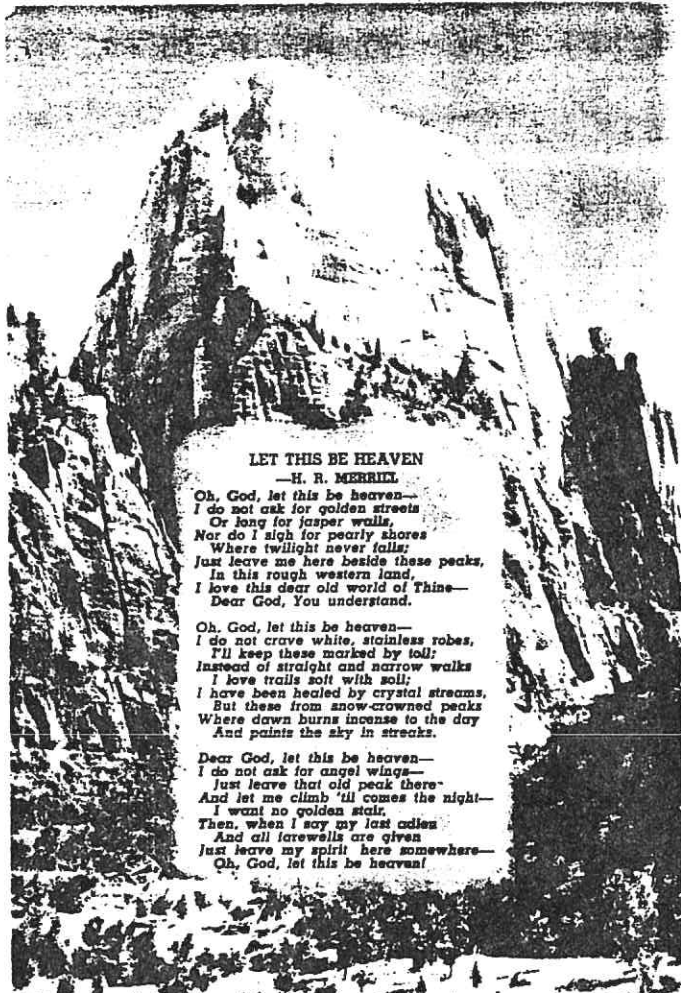 LET THIS BE HEAVEN
—H. R. MERRILL
Oh, God, let this be heaven—
I do not ask for golden streets
Or long for jasper walls,
Nor do I sigh for pearly shores
Where twilight never falls;
Just leave me here beside these peaks,
In this rough western land,
I love this dear old world of Thine—
Dear God, You understand.

Oh, God, let this be heaven—
I do not crave white, stainless robes,
I'll keep these marked by toil;
Instead of straight and narrow walks
I love trails soft with soil;
I have been healed by crystal streams,
But these from snow-crowned peaks
Where dawn burns incense to the day
And paints the sky in streaks.

Dear God, let this be heaven—
I do not ask for angel wings—
Just leave that old peak there-
And let me climb 'til comes the night—
I want no golden stair.
Then, when I say my last adieu
And all farewells are given
Just leave my spirit here somewhere—
Oh, God, let this be heaven!